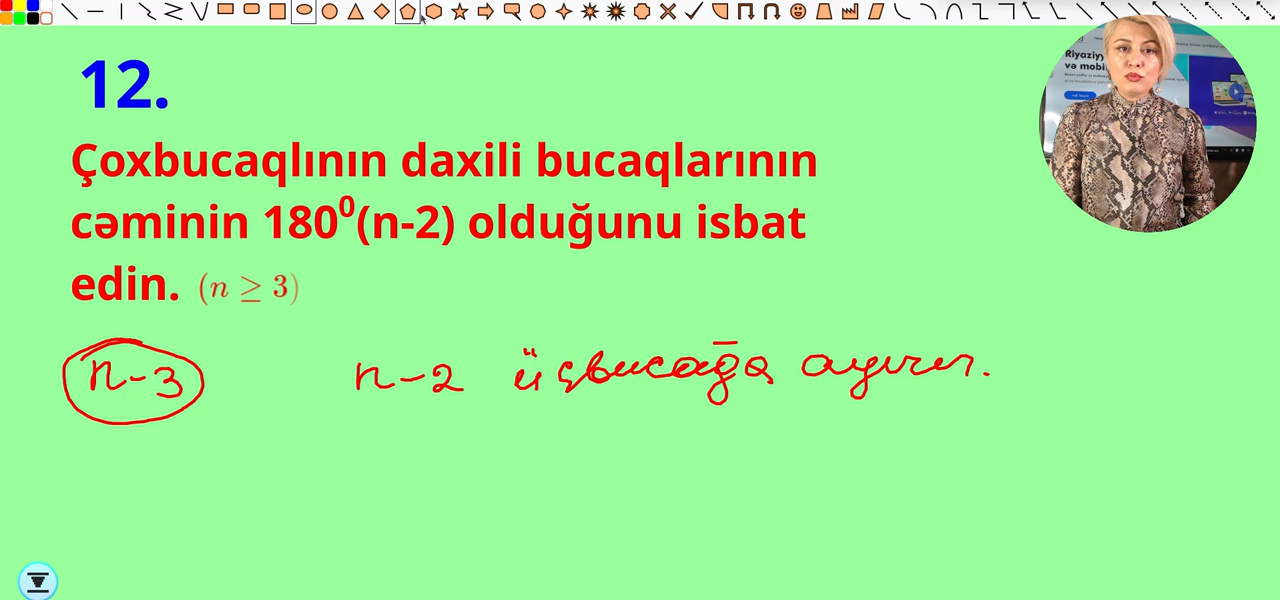 12.
Çoxbucaqlının daxili bucaqlarının
cəminin 180⁰(n-2) olduğunu isbat
edin. (n ≥ 3)
n-3 n-2 üçbucağa ayırır.